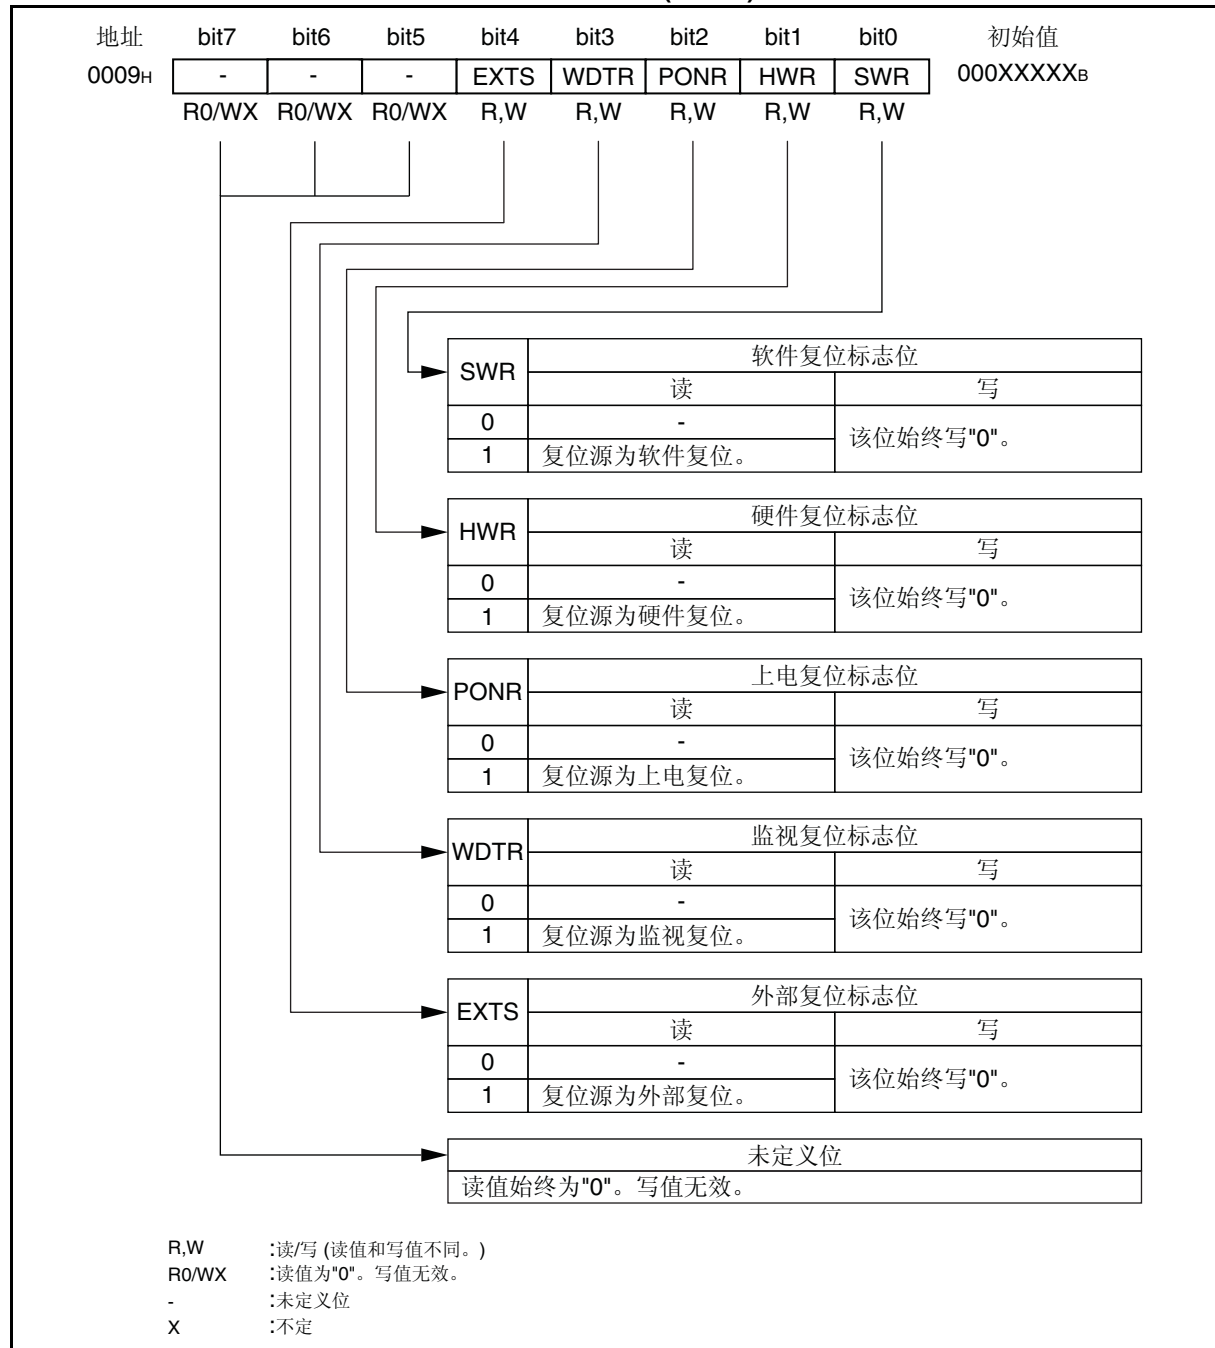 地址 bit7 bit6 bit5 bit4 bit3 bit2 bit1 bit0 初始值
0009H - - - EXTS WDTR PONR HWR SWR 000XXXXXB
R0/WX R0/WX R0/WX R,W R,W R,W R,W R,W
SWR 软件复位标志位
读 写
0 - 该位始终写"0"。
1 复位源为软件复位。
HWR 硬件复位标志位
读 写
0 - 该位始终写"0"。
1 复位源为硬件复位。
PONR 上电复位标志位
读 写
0 - 该位始终写"0"。
1 复位源为上电复位。
WDTR 监视复位标志位
读 写
0 - 该位始终写"0"。
1 复位源为监视复位。
EXTS 外部复位标志位
读 写
0 - 该位始终写"0"。
1 复位源为外部复位。
未定义位
读值始终为"0"。写值无效。
R,W :读/写 (读值和写值不同。)
R0/WX :读值为"0"。写值无效。
- :未定义位
X :不定